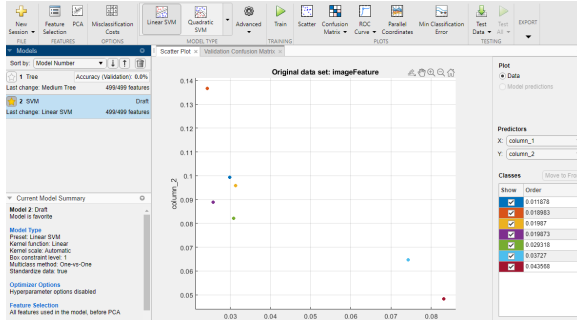 New Session
Feature Selection
PCA
Misclassification Costs
Linear SVM
Quadratic SVM
Advanced
Train
Scatter
Confusion Matrix
ROC Curve
Parallel Coordinates
Min Classification Error
Test Data
Test All
EXPORT
FILE
FEATURES
OPTIONS
MODEL TYPE
TRAINING
PLOTS
TESTING
Models
Sort by: Model Number
1 Tree Accuracy (Validation): 0.0%
Last change: Medium Tree 499/499 features
2 SVM Draft
Last change: Linear SVM 499/499 features
Current Model Summary
Model 2: Draft
Model is favorite
Model Type
Preset: Linear SVM
Kernel function: Linear
Kernel scale: Automatic
Box constraint level: 1
Multiclass method: One-vs-One
Standardize data: true
Optimizer Options
Hyperparameter options disabled
Feature Selection
All features used in the model, before PCA
Scatter Plot × Validation Confusion Matrix ×
Original data set: imageFeature
0.14
0.13
0.12
0.11
0.1
0.09
0.08
0.07
0.06
0.05
column_2
0.03 0.04 0.05 0.06 0.07 0.08
Plot
Data
Model predictions
Predictors
X: column_1
Y: column_2
Classes Move to Fro
Show Order
0.011878
0.018983
0.01987
0.019873
0.029318
0.03727
0.043568